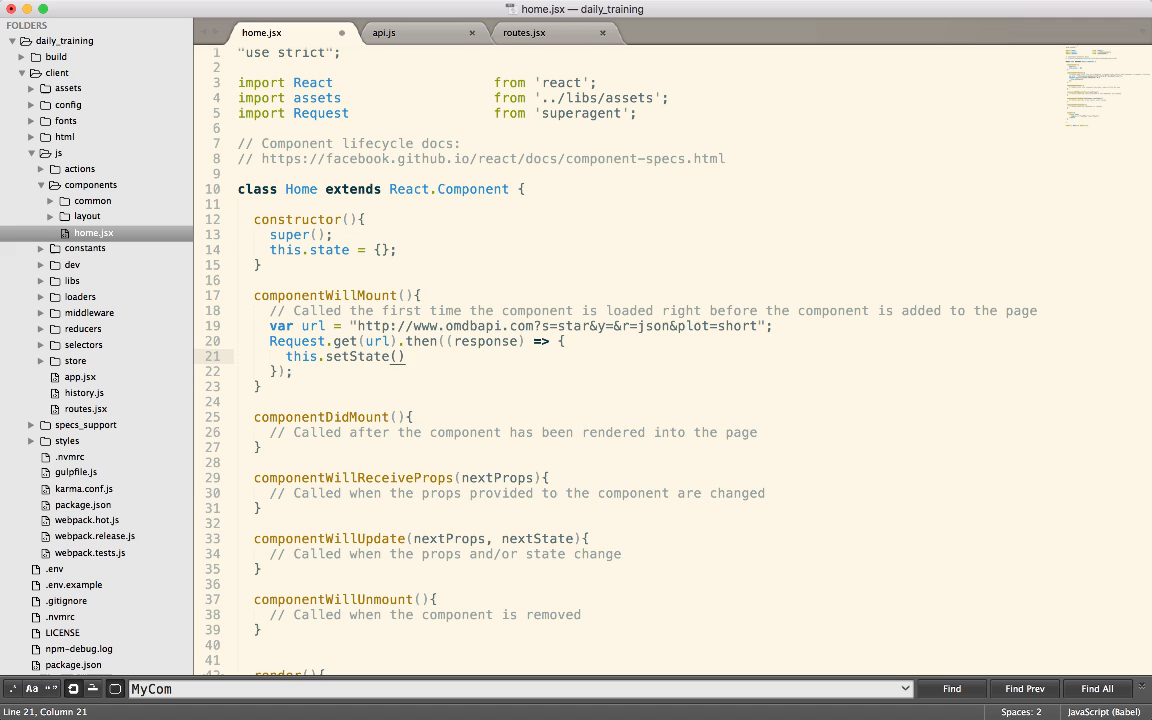 home.jsx — daily_training
FOLDERS
daily_training
build
client
assets
config
fonts
html
js
actions
components
common
layout
home.jsx
constants
dev
libs
loaders
middleware
reducers
selectors
store
app.jsx
history.js
routes.jsx
specs_support
styles
.nvmrc
gulpfile.js
karma.conf.js
package.json
webpack.hot.js
webpack.release.js
webpack.tests.js
.env
.env.example
.gitignore
.nvmrc
LICENSE
npm-debug.log
package.json
home.jsx
api.js
routes.jsx
1 "use strict";
2
3 import React from 'react';
4 import assets from '../libs/assets';
5 import Request from 'superagent';
6
7 // Component lifecycle docs:
8 // https://facebook.github.io/react/docs/component-specs.html
9
10 class Home extends React.Component {
11
12 constructor(){
13 super();
14 this.state = {};
15 }
16
17 componentWillMount(){
18 // Called the first time the component is loaded right before the component is added to the page
19 var url = "http://www.omdbapi.com?s=star&y=&r=json&plot=short";
20 Request.get(url).then((response) => {
21 this.setState()
22 });
23 }
24
25 componentDidMount(){
26 // Called after the component has been rendered into the page
27 }
28
29 componentWillReceiveProps(nextProps){
30 // Called when the props provided to the component are changed
31 }
32
33 componentWillUpdate(nextProps, nextState){
34 // Called when the props and/or state change
35 }
36
37 componentWillUnmount(){
38 // Called when the component is removed
39 }
40
41
42 render(){
.* Aa “” MyCom Find Find Prev Find All
Line 21, Column 21 Spaces: 2 JavaScript (Babel)